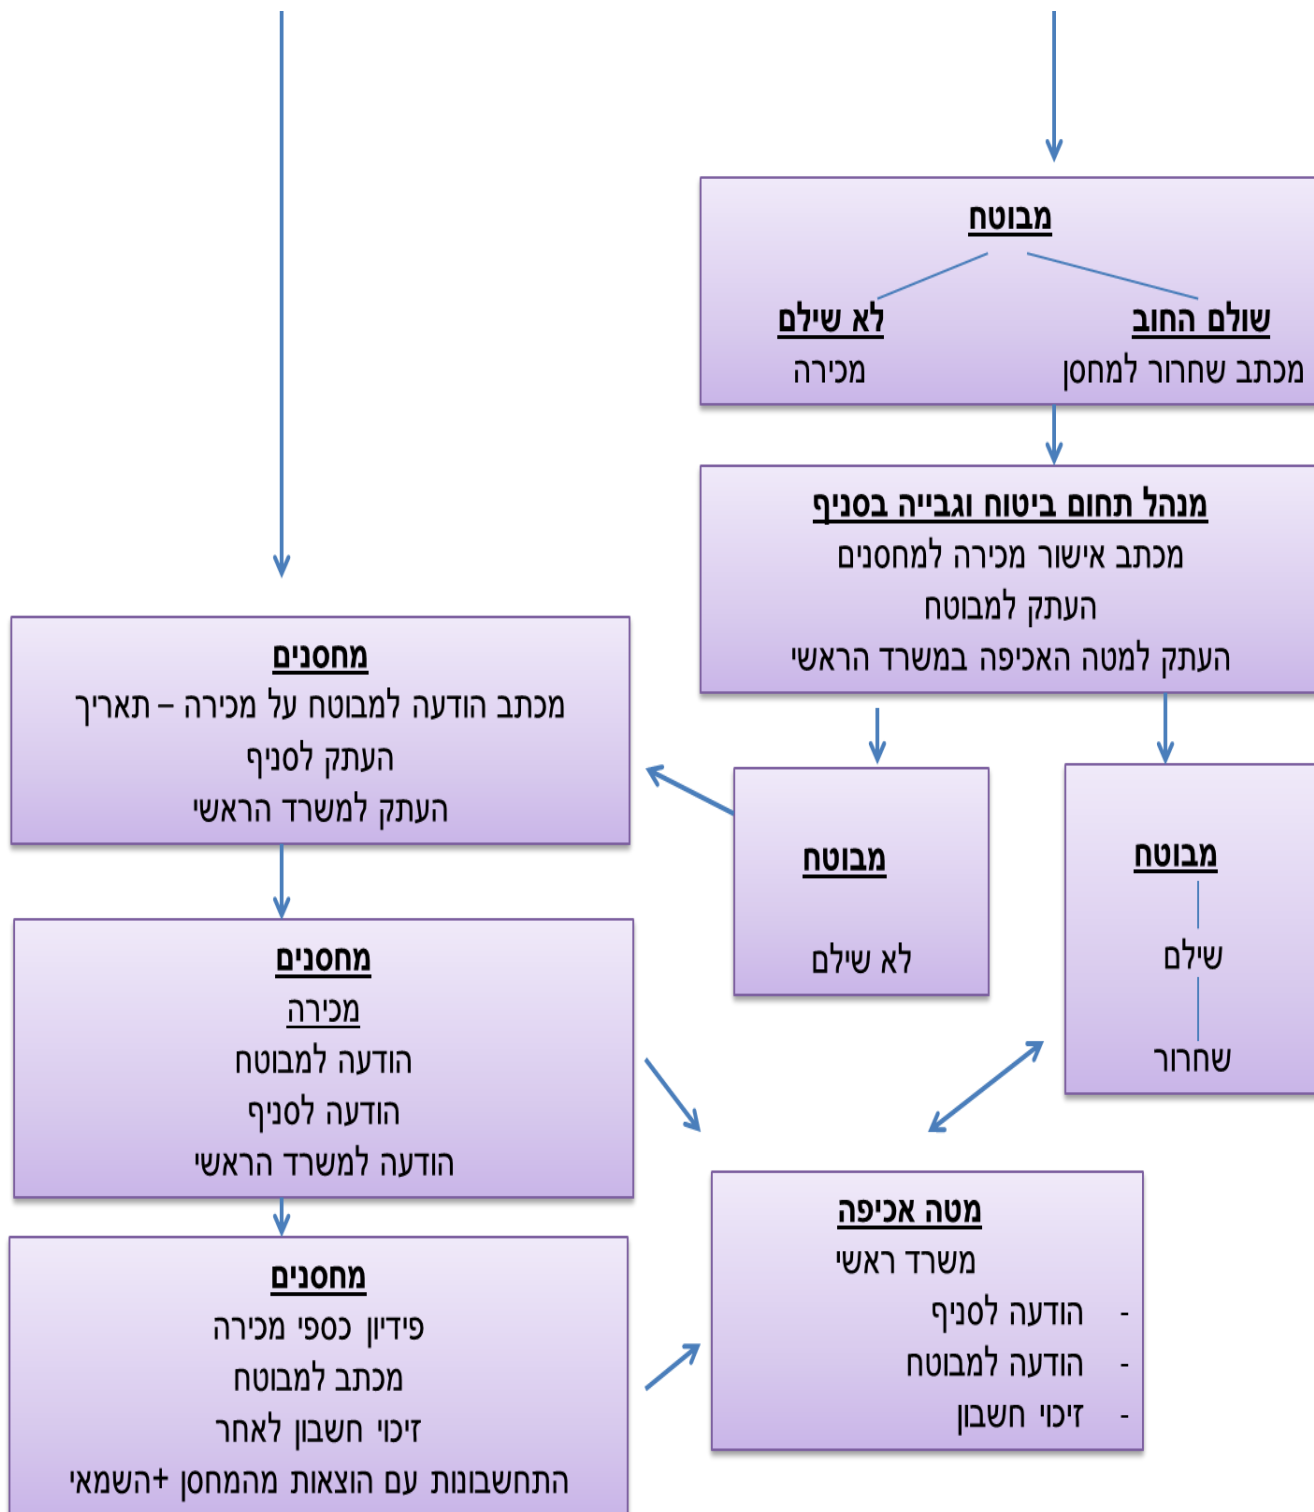 מבוטח
שולם החוב
מכתב שחרור למחסן
לא שילם
מכירה
מנהל תחום ביטוח וגבייה בסניף
מכתב אישור מכירה למחסנים
העתק למבוטח
העתק למטה האכיפה במשרד הראשי
מבוטח
שילם
שחרור
מבוטח
לא שילם
מחסנים
מכתב הודעה למבוטח על מכירה – תאריך
העתק לסניף
העתק למשרד הראשי
מחסנים
מכירה
הודעה למבוטח
הודעה לסניף
הודעה למשרד הראשי
מחסנים
פידיון כספי מכירה
מכתב למבוטח
זיכוי חשבון לאחר
התחשבונות עם הוצאות מהמחסן +השמאי
מטה אכיפה
משרד ראשי
- הודעה לסניף
- הודעה למבוטח
- זיכוי חשבון